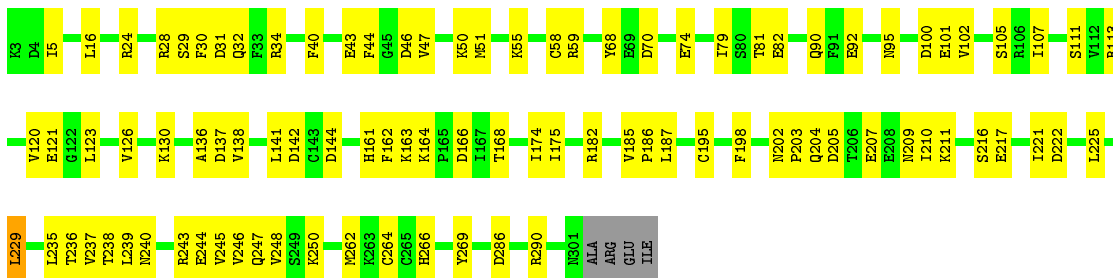 K3 D4 I5 L16 R24 R28 S29 F30 D31 Q32 F33 R34 F40 E43 F44 G45 D46 V47 K50 M51 K55 C58 R59 Y68 E69 D70 E74 I79 S80 T81 E82 Q90 F91 E92 N95 D100 E101 V102 S105 R106 I107 S111 V112
V120 E121 G122 L123 V126 K130 A136 D137 V138 L141 D142 C143 D144 H161 F162 K163 K164 P165 D166 I167 T168 I174 I175 R182 V185 P186 L187 C195 F198 N202 P203 Q204 D205 T206 E207 E208 N209 I210 K211 S216 E217 I221 D222 L225
L229 L235 T236 V237 T238 L239 N240 R243 E244 V245 V246 Q247 V248 S249 K250 M262 K263 C264 C265 H266 Y269 D286 R290 N301 ALA ARG GLU ILE